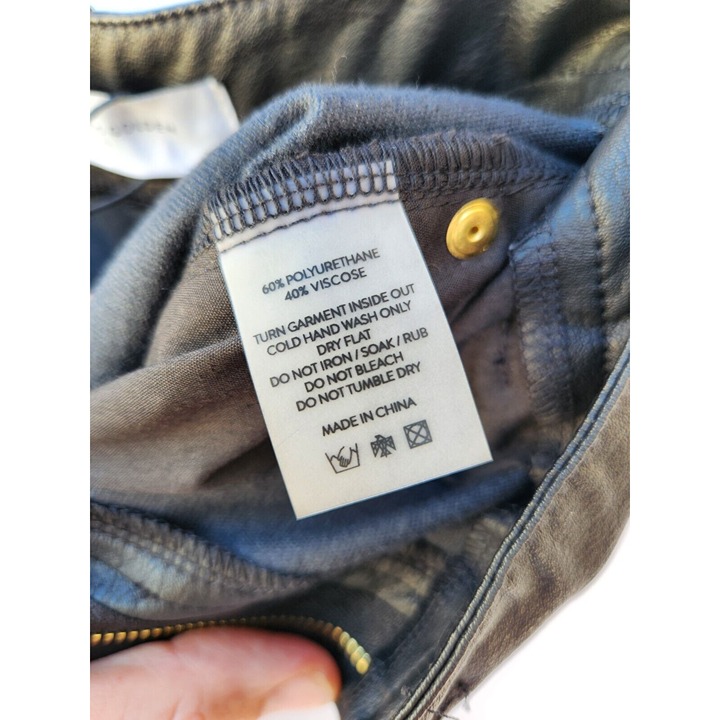 60% POLYURETHANE
40% VISCOSE
TURN GARMENT INSIDE OUT
COLD HAND WASH ONLY
DRY FLAT
DO NOT IRON / SOAK / RUB
DO NOT BLEACH
DO NOT TUMBLE DRY
MADE IN CHINA